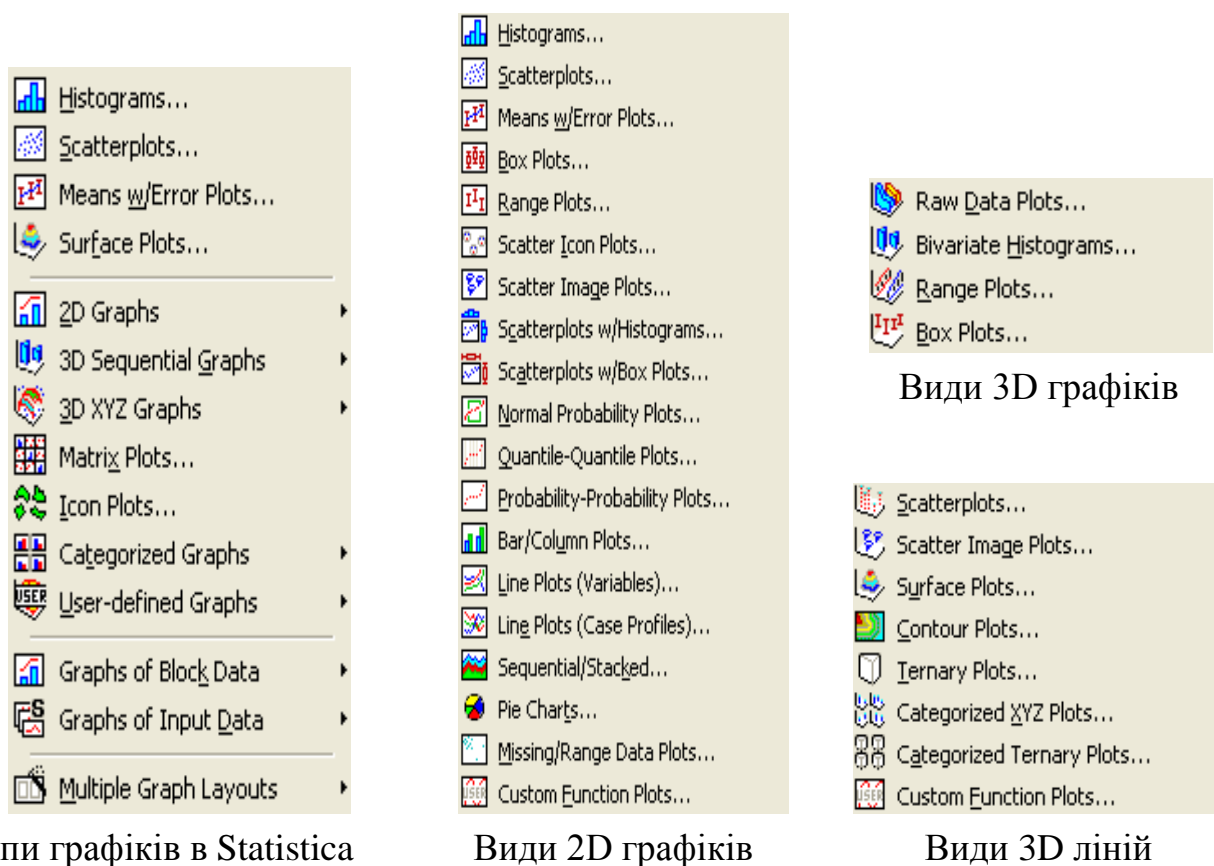 Histograms...
Scatterplots...
Means w/Error Plots...
Surface Plots...
2D Graphs
3D Sequential Graphs
3D XYZ Graphs
Matrix Plots...
Icon Plots...
Categorized Graphs
USER
User-defined Graphs
Graphs of Block Data
Graphs of Input Data
Multiple Graph Layouts
пи графіків в Statistica
Histograms...
Scatterplots...
Means w/Error Plots...
Box Plots...
Range Plots...
Scatter Icon Plots...
Scatter Image Plots...
Scatterplots w/Histograms...
Scatterplots w/Box Plots...
Normal Probability Plots...
Quantile-Quantile Plots...
Probability-Probability Plots...
Bar/Column Plots...
Line Plots (Variables)...
Line Plots (Case Profiles)...
Sequential/Stacked...
Pie Charts...
Missing/Range Data Plots...
USER
Custom Function Plots...
Види 2D графіків
Raw Data Plots...
Bivariate Histograms...
Range Plots...
Box Plots...
Види 3D графіків
Scatterplots...
Scatter Image Plots...
Surface Plots...
Contour Plots...
Ternary Plots...
Categorized XYZ Plots...
Categorized Ternary Plots...
USER
Custom Function Plots...
Види 3D ліній